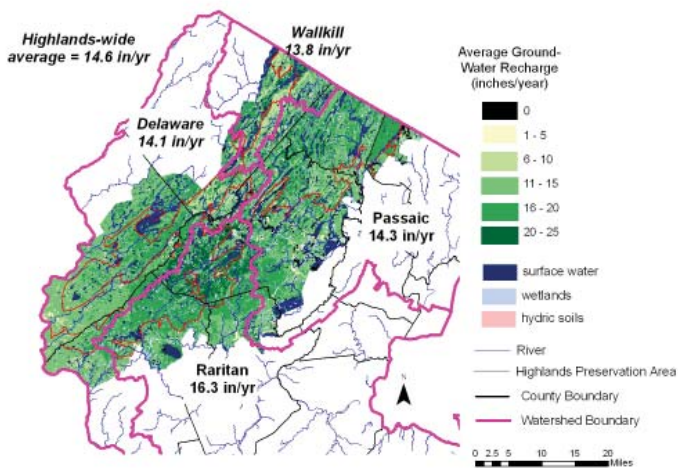 Highlands-wide
average = 14.6 in/yr
Wallkill
13.8 in/yr
Delaware
14.1 in/yr
Passaic
14.3 in/yr
Raritan
16.3 in/yr
Average Ground-
Water Recharge
(inches/year)
0
1 - 5
6 - 10
11 - 15
16 - 20
20 - 25
surface water
wetlands
hydric soils
River
Highlands Preservation Area
County Boundary
Watershed Boundary
N
0 2.5 5 10 15 20
Miles